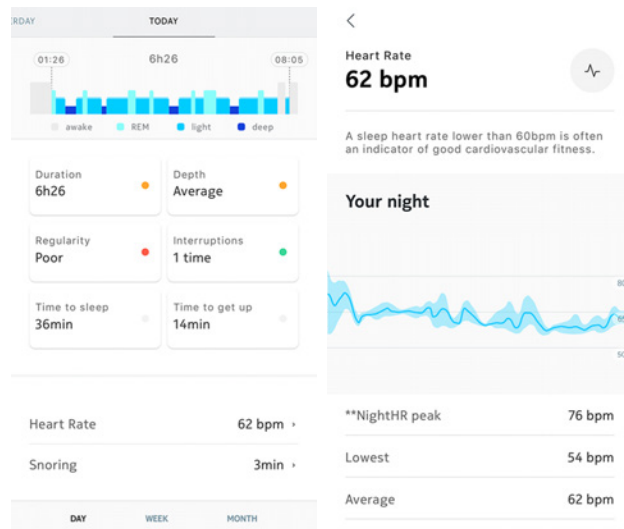 RDAY
TODAY
01:26
6h26
08:05
awake
REM
light
deep
Duration
6h26
Depth
Average
Regularity
Poor
Interruptions
1 time
Time to sleep
36min
Time to get up
14min
Heart Rate
62 bpm
Snoring
3min
DAY
WEEK
MONTH
Heart Rate
62 bpm
A sleep heart rate lower than 60bpm is often
an indicator of good cardiovascular fitness.
Your night
**NightHR peak
76 bpm
Lowest
54 bpm
Average
62 bpm